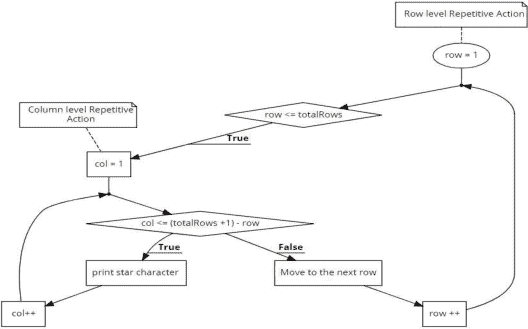 Row level Repetitive Action
row = 1
Column level Repetitive
Action
row <= totalRows
True
col = 1
col <= (totalRows +1) - row
True
False
print star character
Move to the next row
col++
row ++